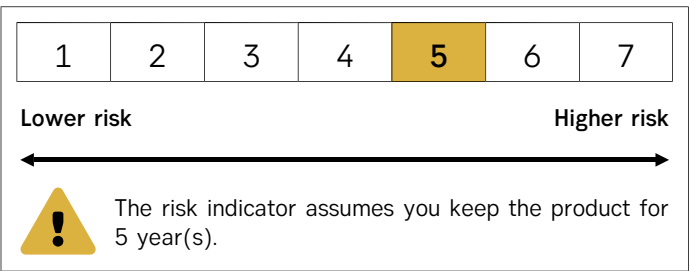 1 2 3 4 5 6 7
Lower risk Higher risk
!
The risk indicator assumes you keep the product for
5 year(s).